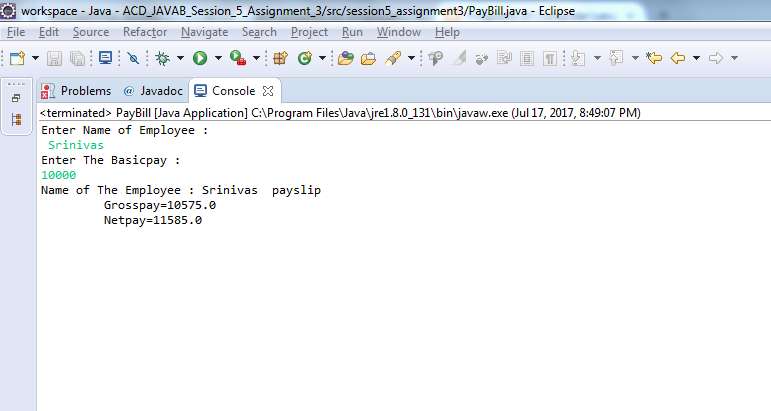 workspace - Java - ACD_JAVAB_Session_5_Assignment_3/src/session5_assignment3/PayBill.java - Eclipse
File Edit Source Refactor Navigate Search Project Run Window Help
Problems @ Javadoc Console
<terminated> PayBill [Java Application] C:\Program Files\Java\jre1.8.0_131\bin\javaw.exe (Jul 17, 2017, 8:49:07 PM)
Enter Name of Employee :
Srinivas
Enter The Basicpay :
10000
Name of The Employee : Srinivas  payslip
Grosspay=10575.0
Netpay=11585.0